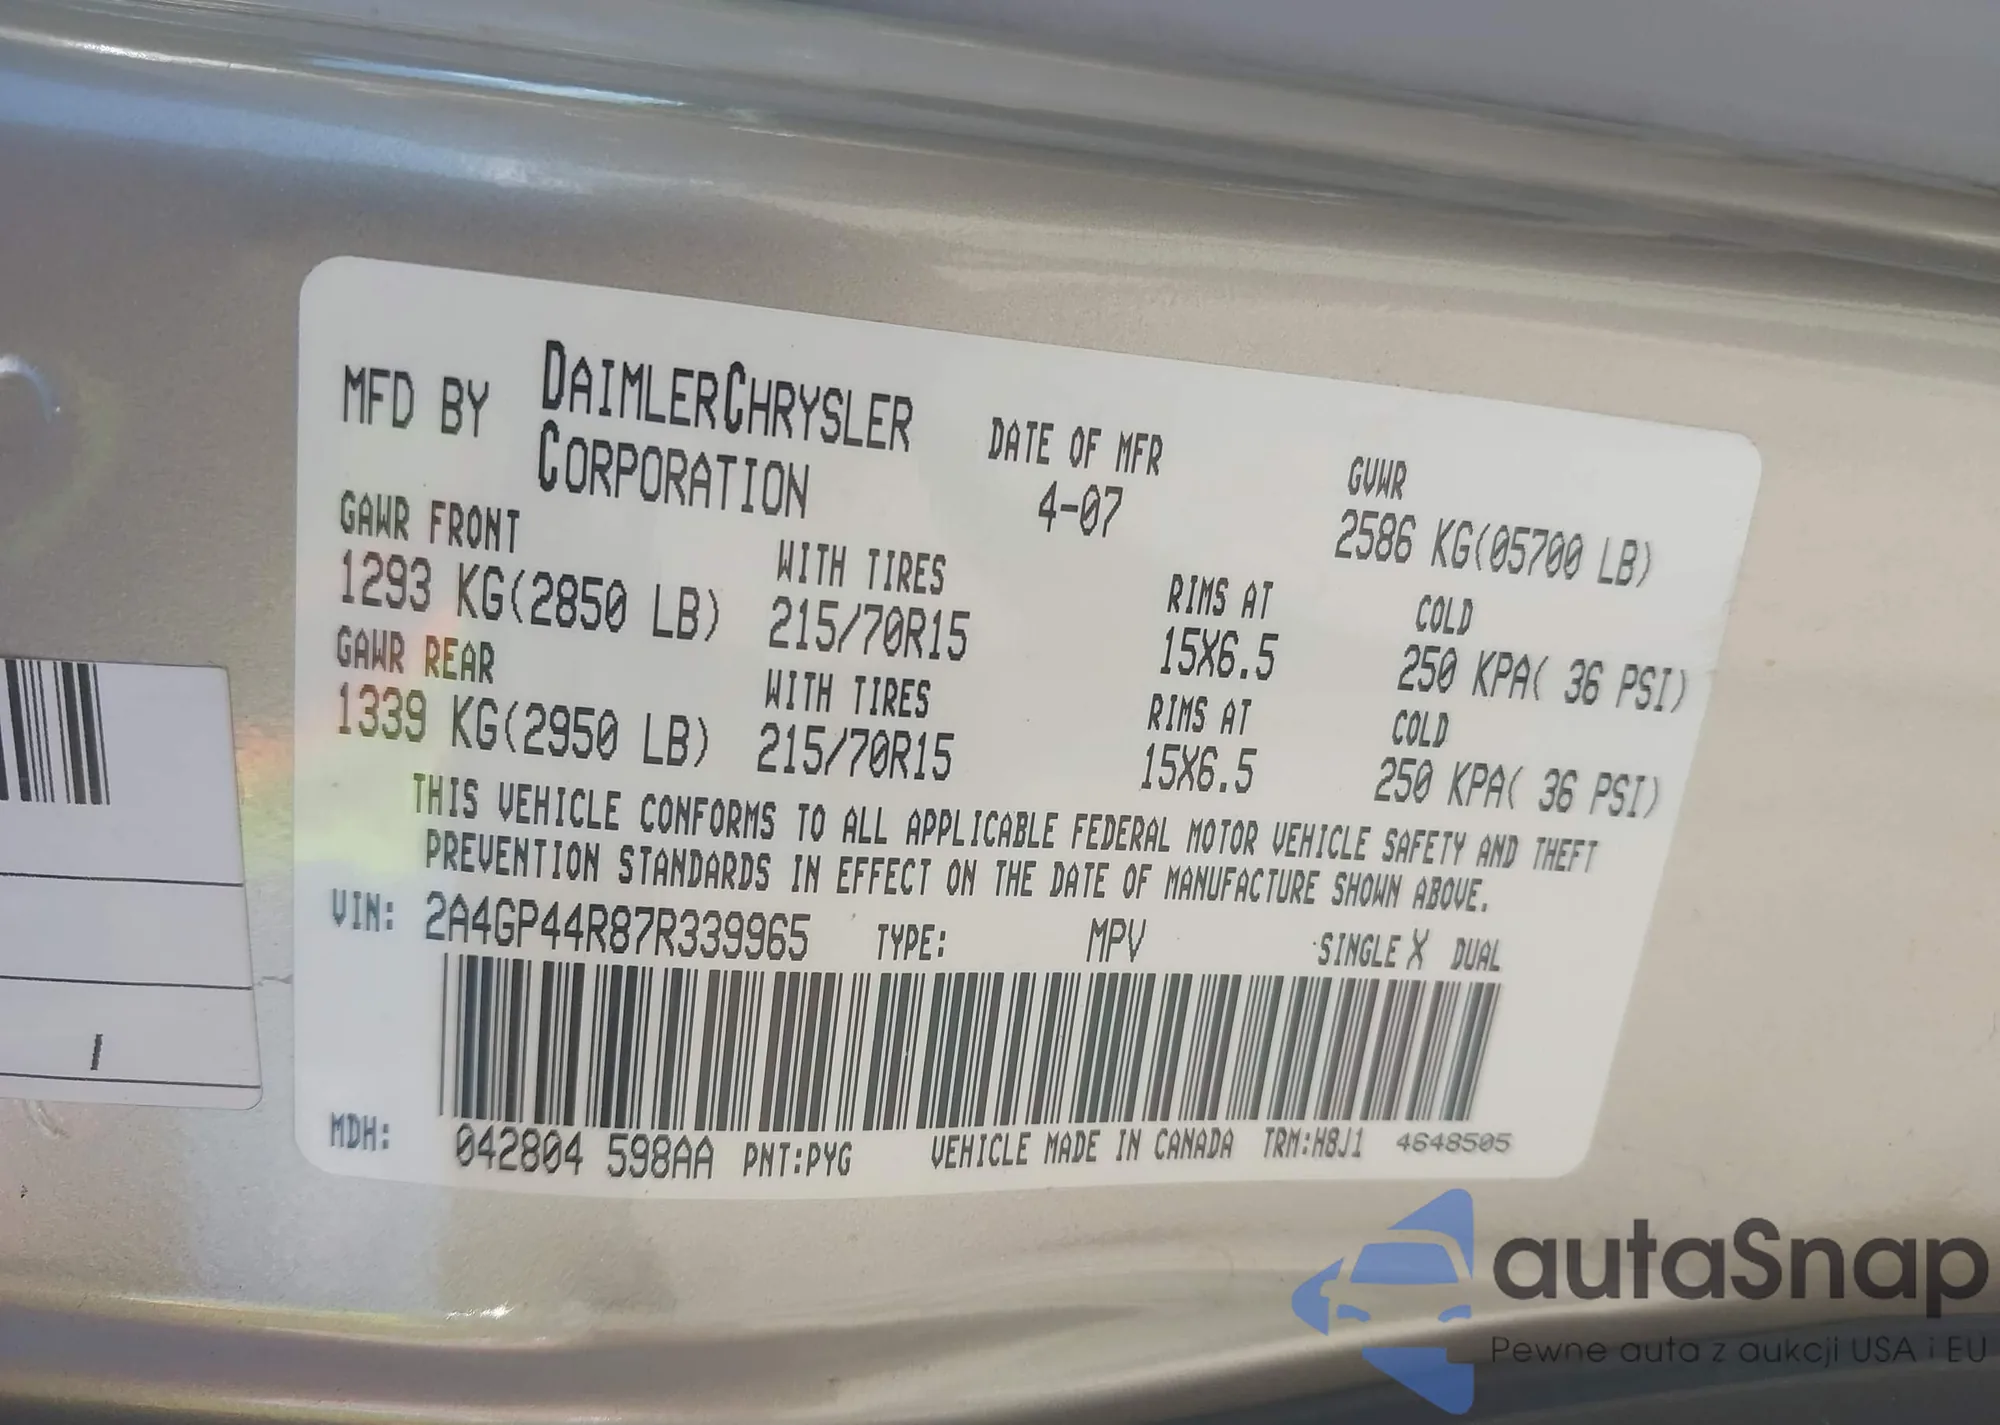 MFD BY DAIMLERCHRYSLER CORPORATION
DATE OF MFR
4-07
GVWR
2586 KG(05700 LB)
GAWR FRONT
1293 KG(2850 LB)
WITH TIRES
215/70R15
RIMS AT
15X6.5
COLD
250 KPA( 36 PSI)
GAWR REAR
1339 KG(2950 LB)
WITH TIRES
215/70R15
RIMS AT
15X6.5
COLD
250 KPA( 36 PSI)
THIS VEHICLE CONFORMS TO ALL APPLICABLE FEDERAL MOTOR VEHICLE SAFETY AND THEFT
PREVENTION STANDARDS IN EFFECT ON THE DATE OF MANUFACTURE SHOWN ABOVE.
VIN: 2A4GP44R87R339965 TYPE: MPV SINGLE X DUAL
MDH: 042804 598AA PNT:PYG VEHICLE MADE IN CANADA TRM:H8J1 4648505
autaSnap
Pewne auta z aukcji USA i EU